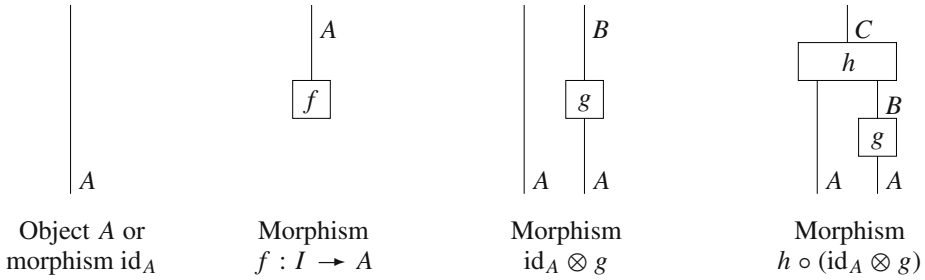 A
B
C
h
f
g
B
g
A
A
A
A
A
Object A or
morphism id_A
Morphism
f : I → A
Morphism
id_A ⊗ g
Morphism
h ∘ (id_A ⊗ g)